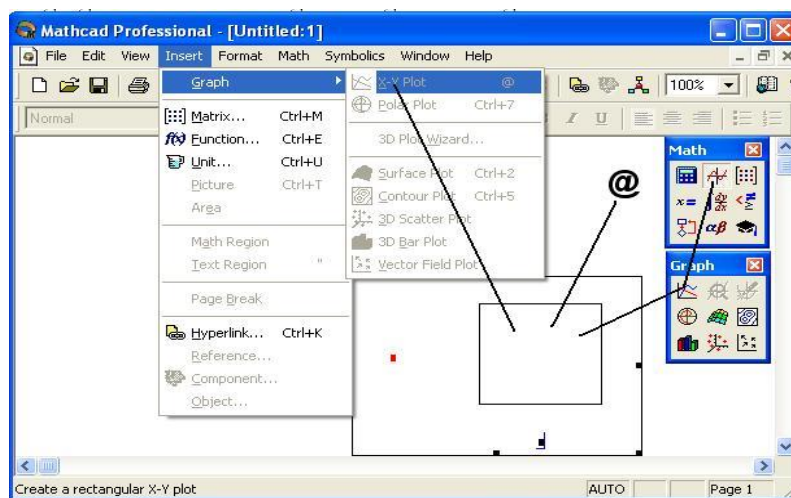 Mathcad Professional - [Untitled:1]
File Edit View Insert Format Math Symbolics Window Help
100%
Normal
I U
Graph
Matrix... Ctrl+M
f(x) Function... Ctrl+E
Unit... Ctrl+U
Picture Ctrl+T
Area
Math Region
Text Region "
Page Break
Hyperlink... Ctrl+K
Reference...
Component...
Object...
X-Y Plot @
Polar Plot Ctrl+7
3D Plot Wizard...
Surface Plot Ctrl+2
Contour Plot Ctrl+5
3D Scatter Plot
3D Bar Plot
Vector Field Plot
@
Math
x=
αβ
Graph
Create a rectangular X-Y plot
AUTO
Page 1